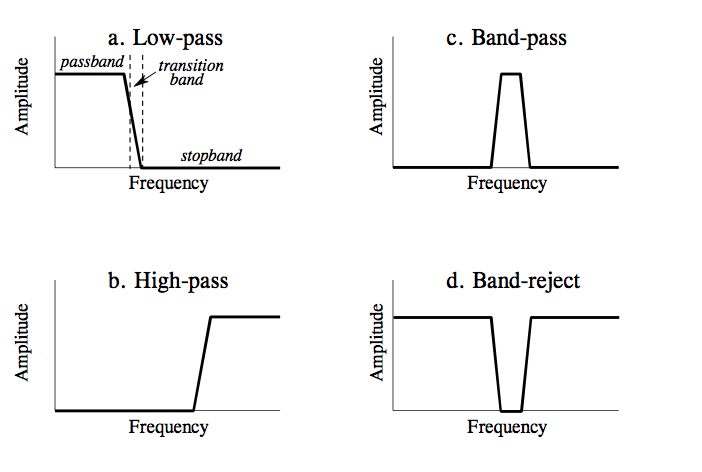 a. Low-pass
passband
transition
band
stopband
Amplitude
Frequency
c. Band-pass
Amplitude
Frequency
b. High-pass
Amplitude
Frequency
d. Band-reject
Amplitude
Frequency